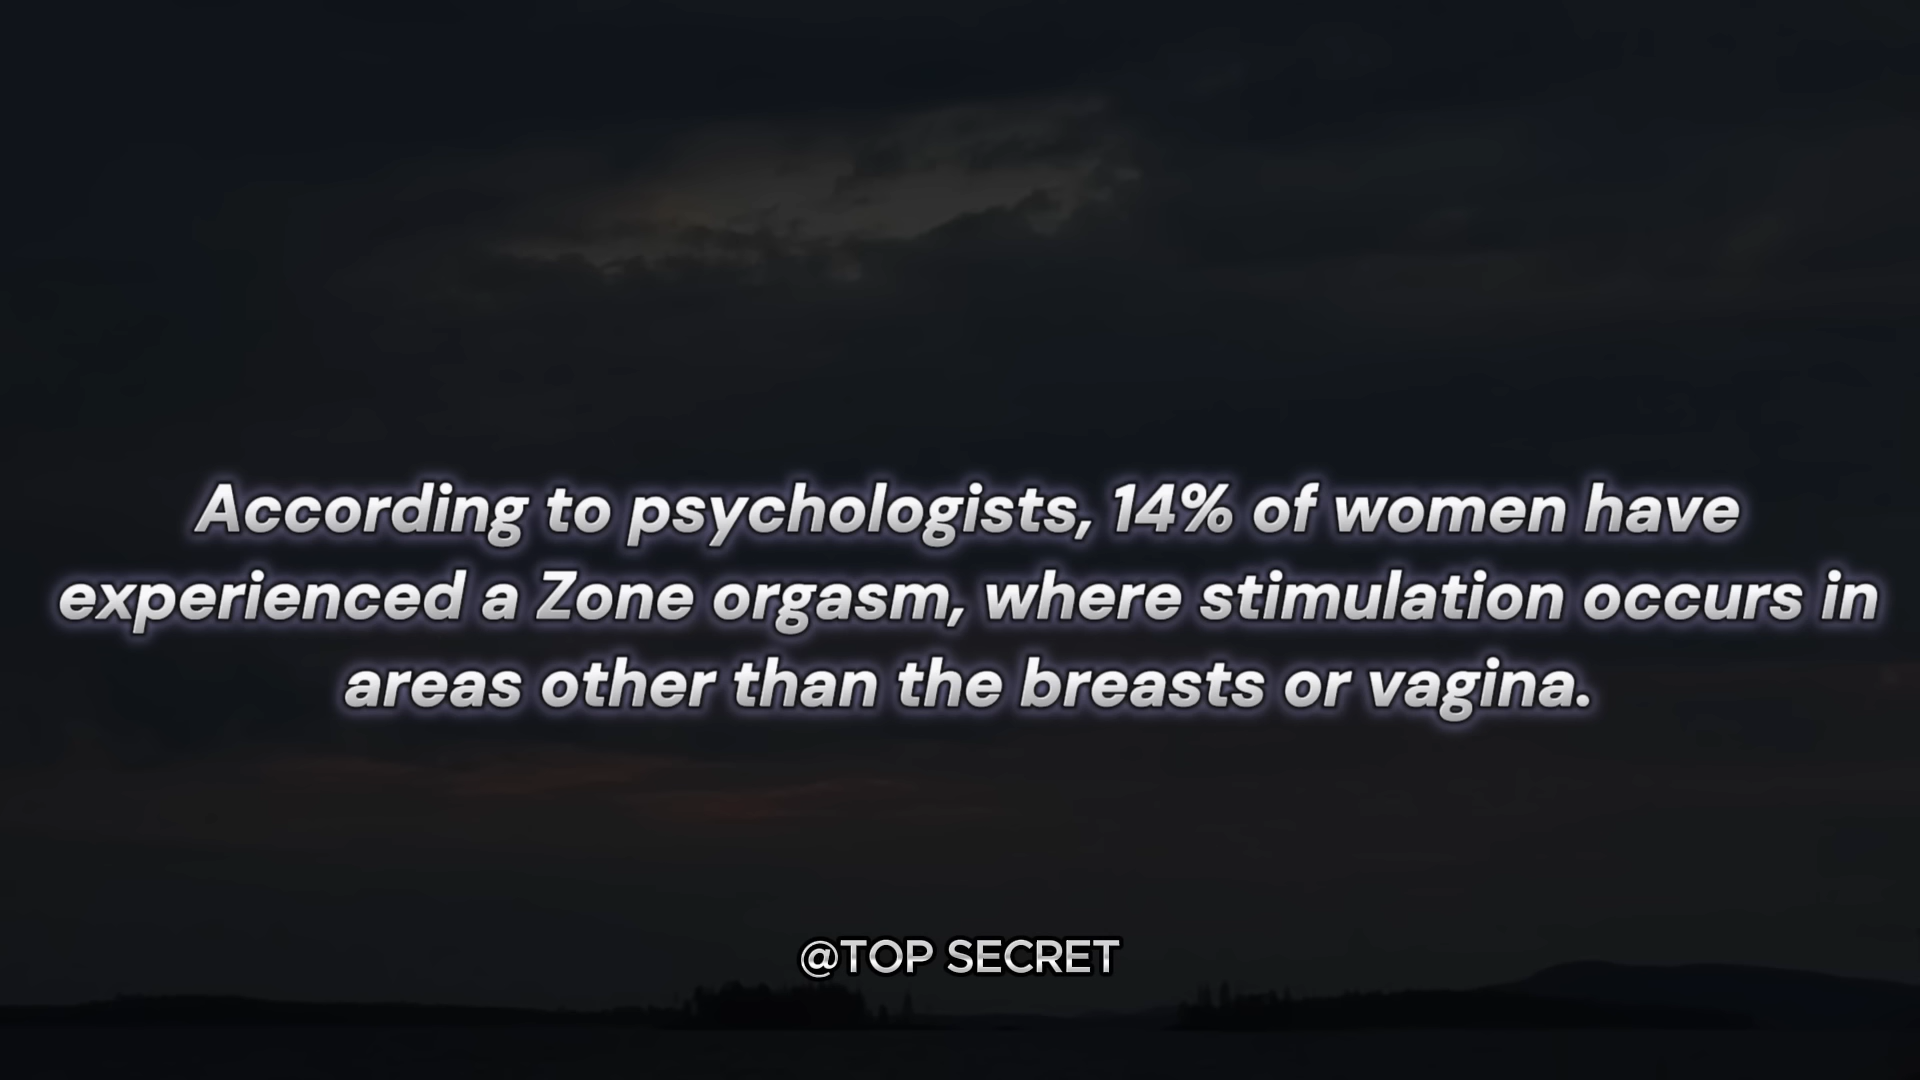 According to psychologists, 14% of women have
experienced a Zone orgasm, where stimulation occurs in
areas other than the breasts or vagina.
@TOP SECRET